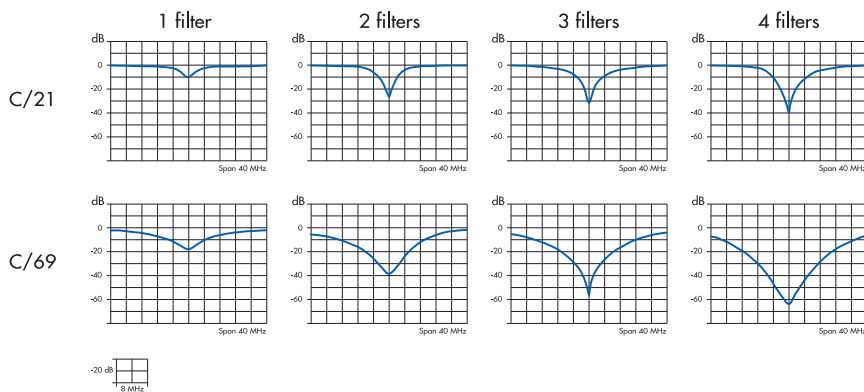 1 filter 2 filters 3 filters 4 filters
dB dB dB dB
0 0 0 0
-20 -20 -20 -20
C/21
-40 -40 -40 -40
-60 -60 -60 -60
Span 40 MHz Span 40 MHz Span 40 MHz Span 40 MHz
dB dB dB dB
0 0 0 0
-20 -20 -20 -20
C/69
-40 -40 -40 -40
-60 -60 -60 -60
Span 40 MHz Span 40 MHz Span 40 MHz Span 40 MHz
-20 dB
8 MHz